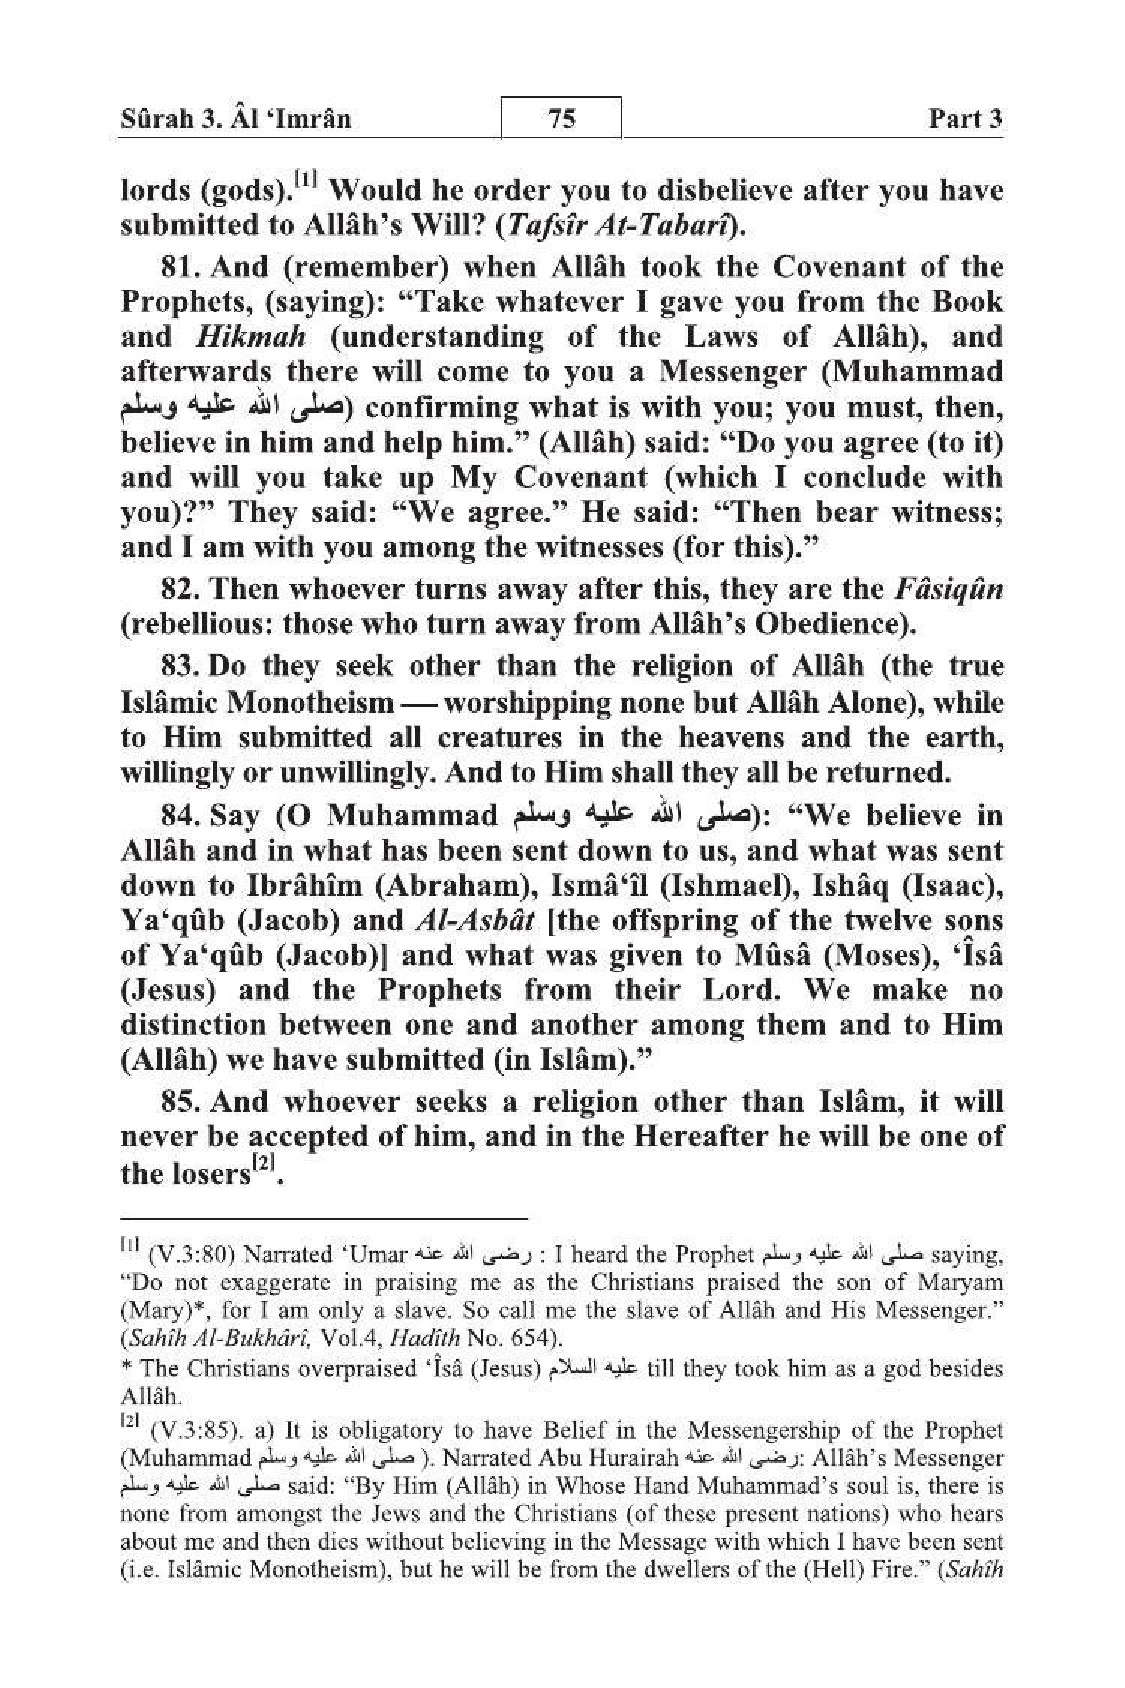 Sûrah 3. Âl ‘Imrân 75 Part 3
lords (gods).[1] Would he order you to disbelieve after you have
submitted to Allâh’s Will? (Tafsîr At-Tabarî).
81. And (remember) when Allâh took the Covenant of the
Prophets, (saying): “Take whatever I gave you from the Book
and Hikmah (understanding of the Laws of Allâh), and
afterwards there will come to you a Messenger (Muhammad
صلى الله عليه وسلم) confirming what is with you; you must, then,
believe in him and help him.” (Allâh) said: “Do you agree (to it)
and will you take up My Covenant (which I conclude with
you)?” They said: “We agree.” He said: “Then bear witness;
and I am with you among the witnesses (for this).”
82. Then whoever turns away after this, they are the Fâsiqûn
(rebellious: those who turn away from Allâh’s Obedience).
83. Do they seek other than the religion of Allâh (the true
Islâmic Monotheism — worshipping none but Allâh Alone), while
to Him submitted all creatures in the heavens and the earth,
willingly or unwillingly. And to Him shall they all be returned.
84. Say (O Muhammad صلى الله عليه وسلم): “We believe in
Allâh and in what has been sent down to us, and what was sent
down to Ibrâhîm (Abraham), Ismâ‘îl (Ishmael), Ishâq (Isaac),
Ya‘qûb (Jacob) and Al-Asbât [the offspring of the twelve sons
of Ya‘qûb (Jacob)] and what was given to Mûsâ (Moses), ‘Îsâ
(Jesus) and the Prophets from their Lord. We make no
distinction between one and another among them and to Him
(Allâh) we have submitted (in Islâm).”
85. And whoever seeks a religion other than Islâm, it will
never be accepted of him, and in the Hereafter he will be one of
the losers[2].
[1] (V.3:80) Narrated ‘Umar رضى الله عنه : I heard the Prophet صلى الله عليه وسلم saying,
“Do not exaggerate in praising me as the Christians praised the son of Maryam
(Mary)*, for I am only a slave. So call me the slave of Allâh and His Messenger.”
(Sahîh Al-Bukhârî, Vol.4, Hadîth No. 654).
* The Christians overpraised ‘Îsâ (Jesus) عليه السلام till they took him as a god besides
Allâh.
[2] (V.3:85). a) It is obligatory to have Belief in the Messengership of the Prophet
(Muhammad صلى الله عليه وسلم ). Narrated Abu Hurairah رضى الله عنه: Allâh’s Messenger
صلى الله عليه وسلم said: “By Him (Allâh) in Whose Hand Muhammad’s soul is, there is
none from amongst the Jews and the Christians (of these present nations) who hears
about me and then dies without believing in the Message with which I have been sent
(i.e. Islâmic Monotheism), but he will be from the dwellers of the (Hell) Fire.” (Sahîh